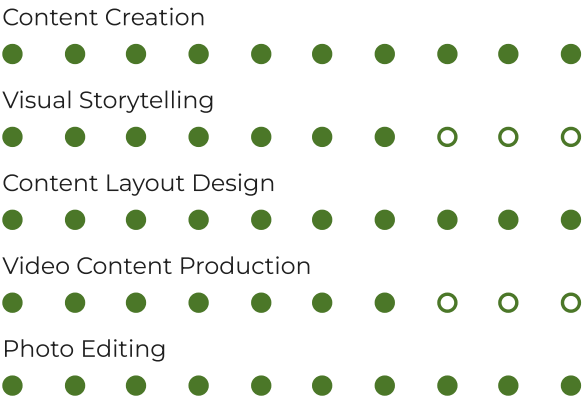 Content Creation
Visual Storytelling
Content Layout Design
Video Content Production
Photo Editing